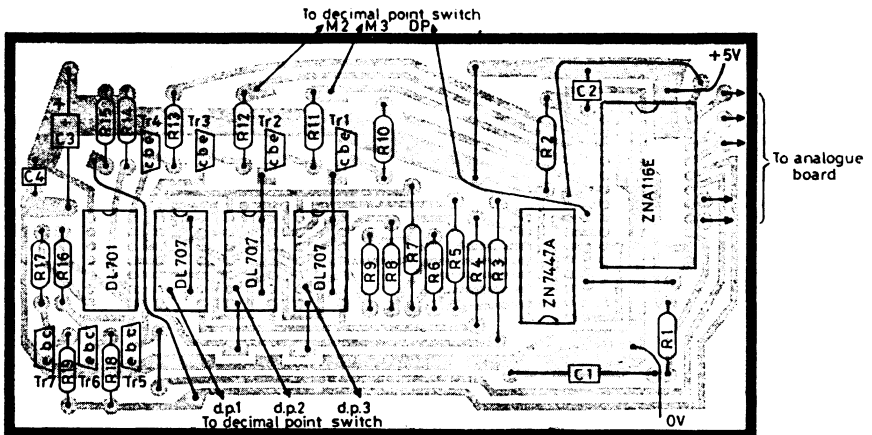 To decimal point switch
M2 M3 DP
+5V
C2
+
C3
R15
R14
Tr4
R13
Tr3
R12
Tr2
R11
Tr1
R10
R2
ZNA116E
To analogue
board
c b e
c b e
c b e
c b e
C4
DL701
DL707
DL707
DL707
R17
R16
R9
R8
R7
R6
R5
R4
R3
ZN7447A
R1
e b c
e b c
e b c
Tr7
R19
Tr6
R18
Tr5
C1
d.p.1
d.p.2
d.p.3
To decimal point switch
0V